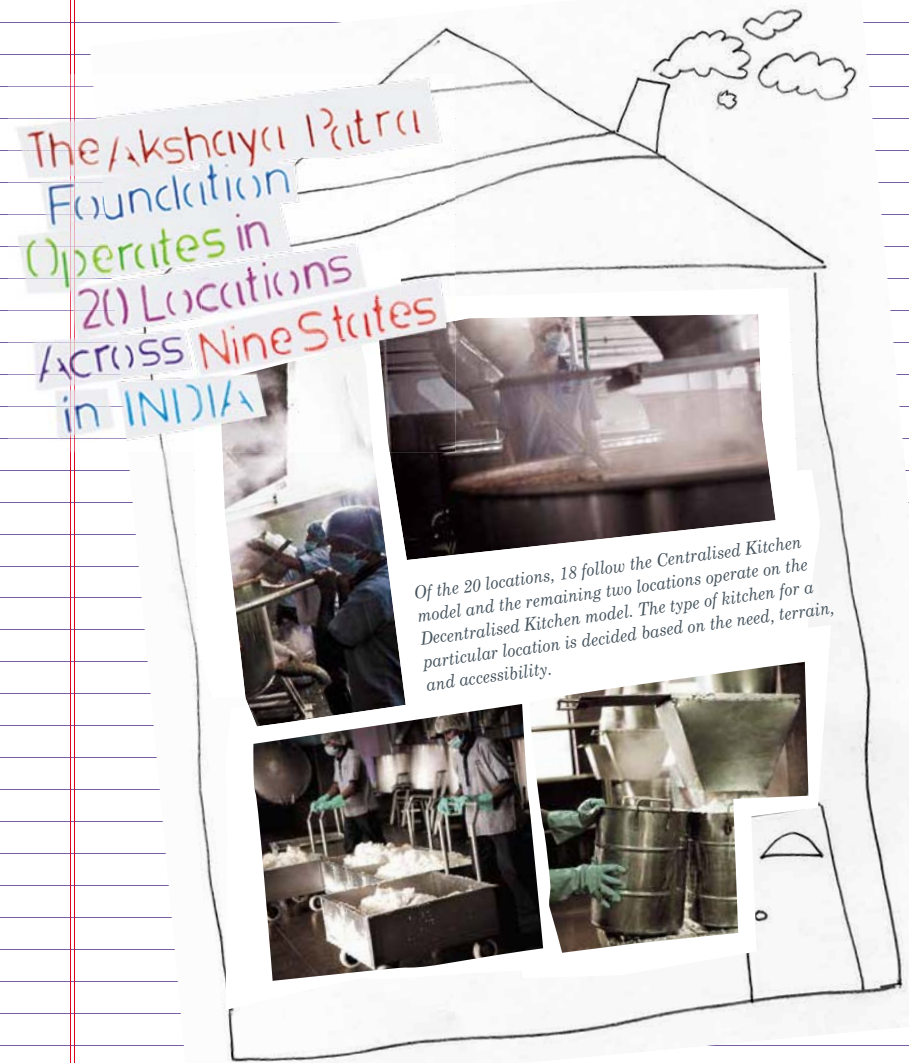 The Akshaya Patra
Foundation
Operates in
20 Locations
Across Nine States
in INDIA
Of the 20 locations, 18 follow the Centralised Kitchen
model and the remaining two locations operate on the
Decentralised Kitchen model. The type of kitchen for a
particular location is decided based on the need, terrain,
and accessibility.